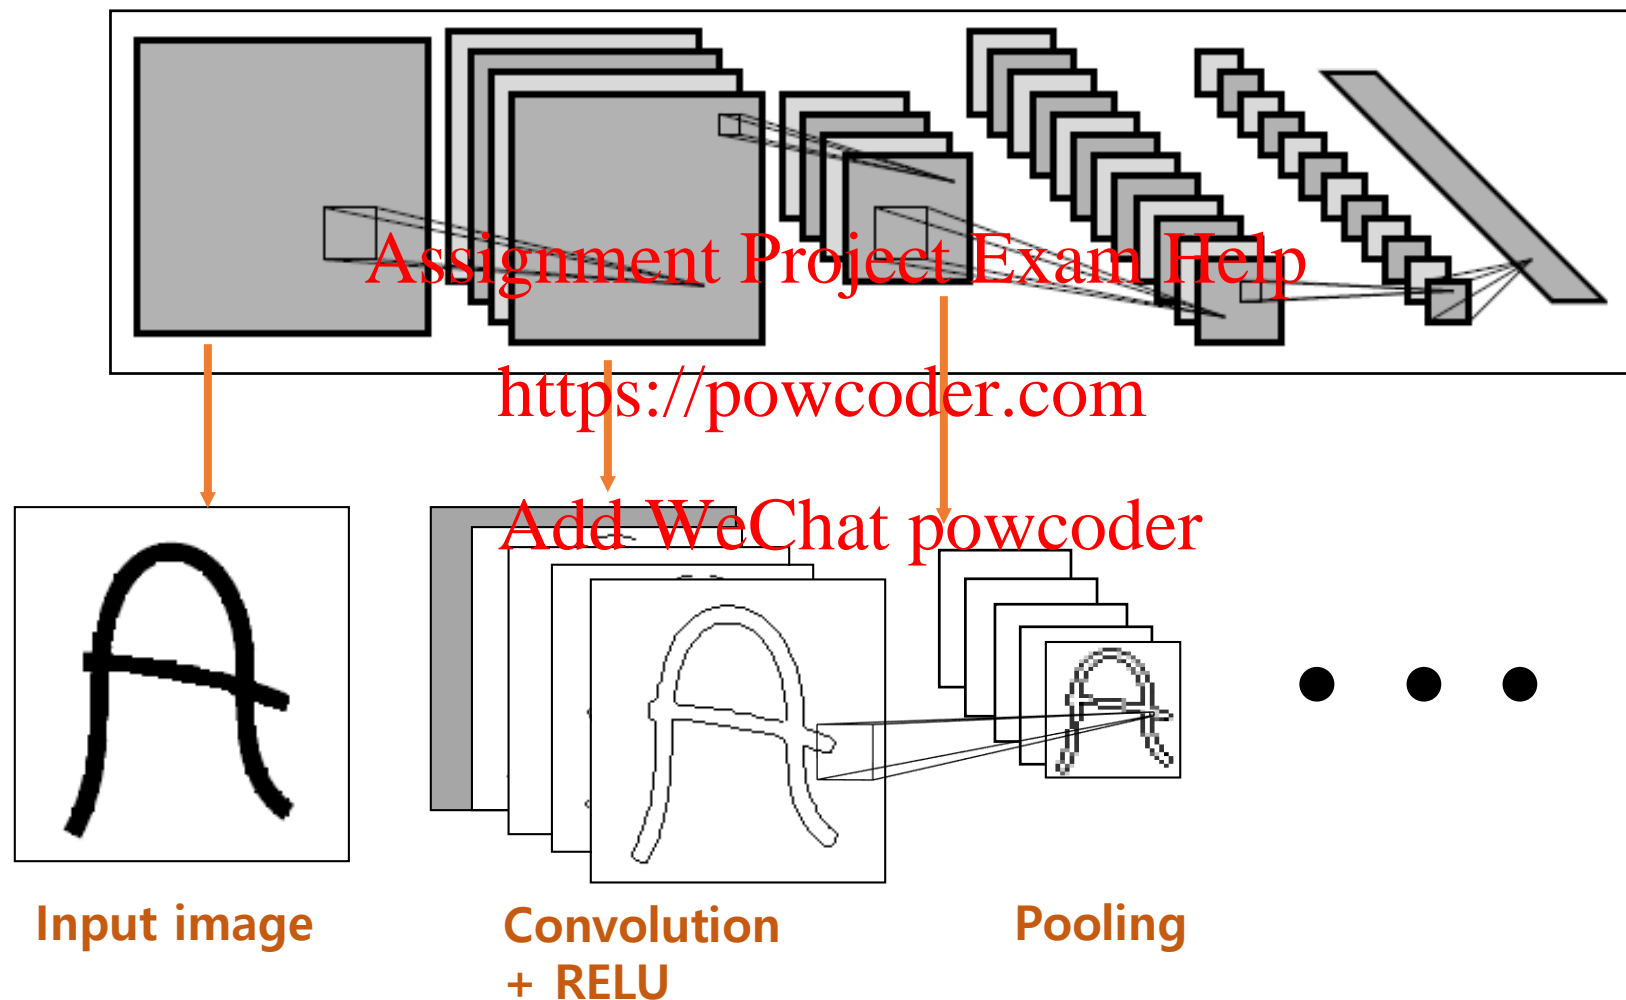 Assignment Project Exam Help
https://powcoder.com
Add WeChat powcoder
Input image
Convolution
+ RELU
Pooling